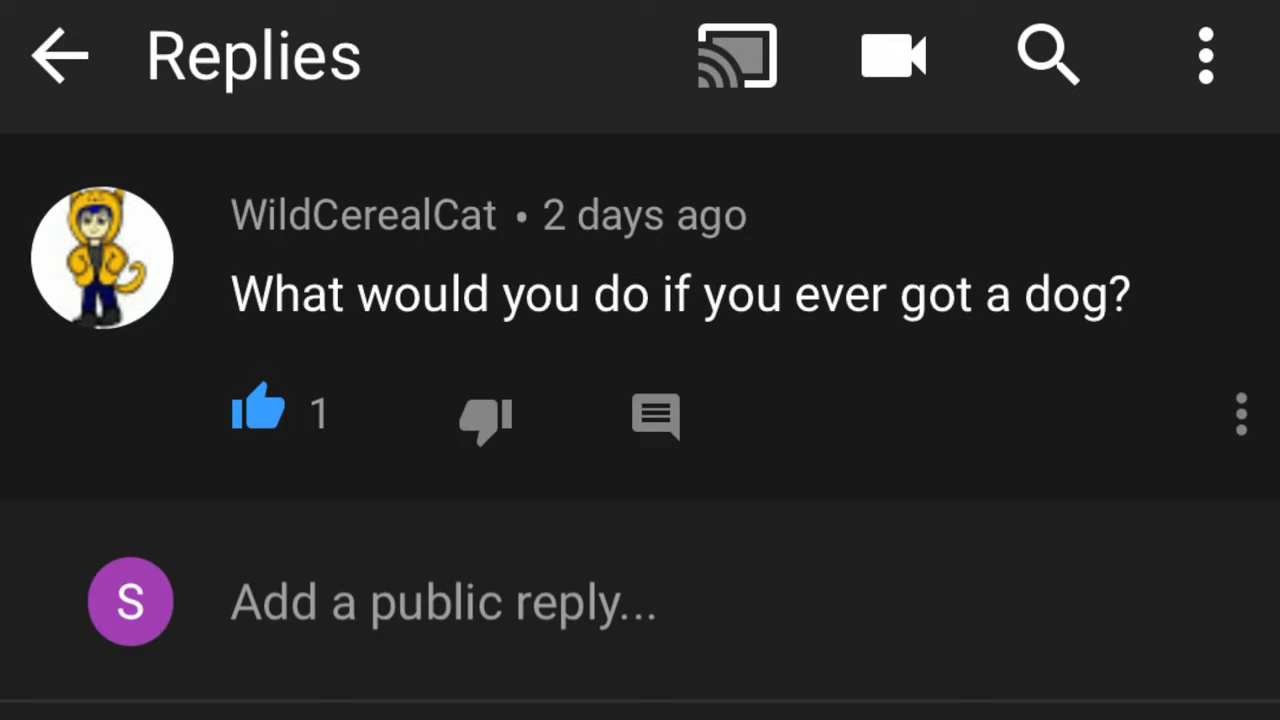 Replies
WildCerealCat • 2 days ago
What would you do if you ever got a dog?
1
S
Add a public reply...